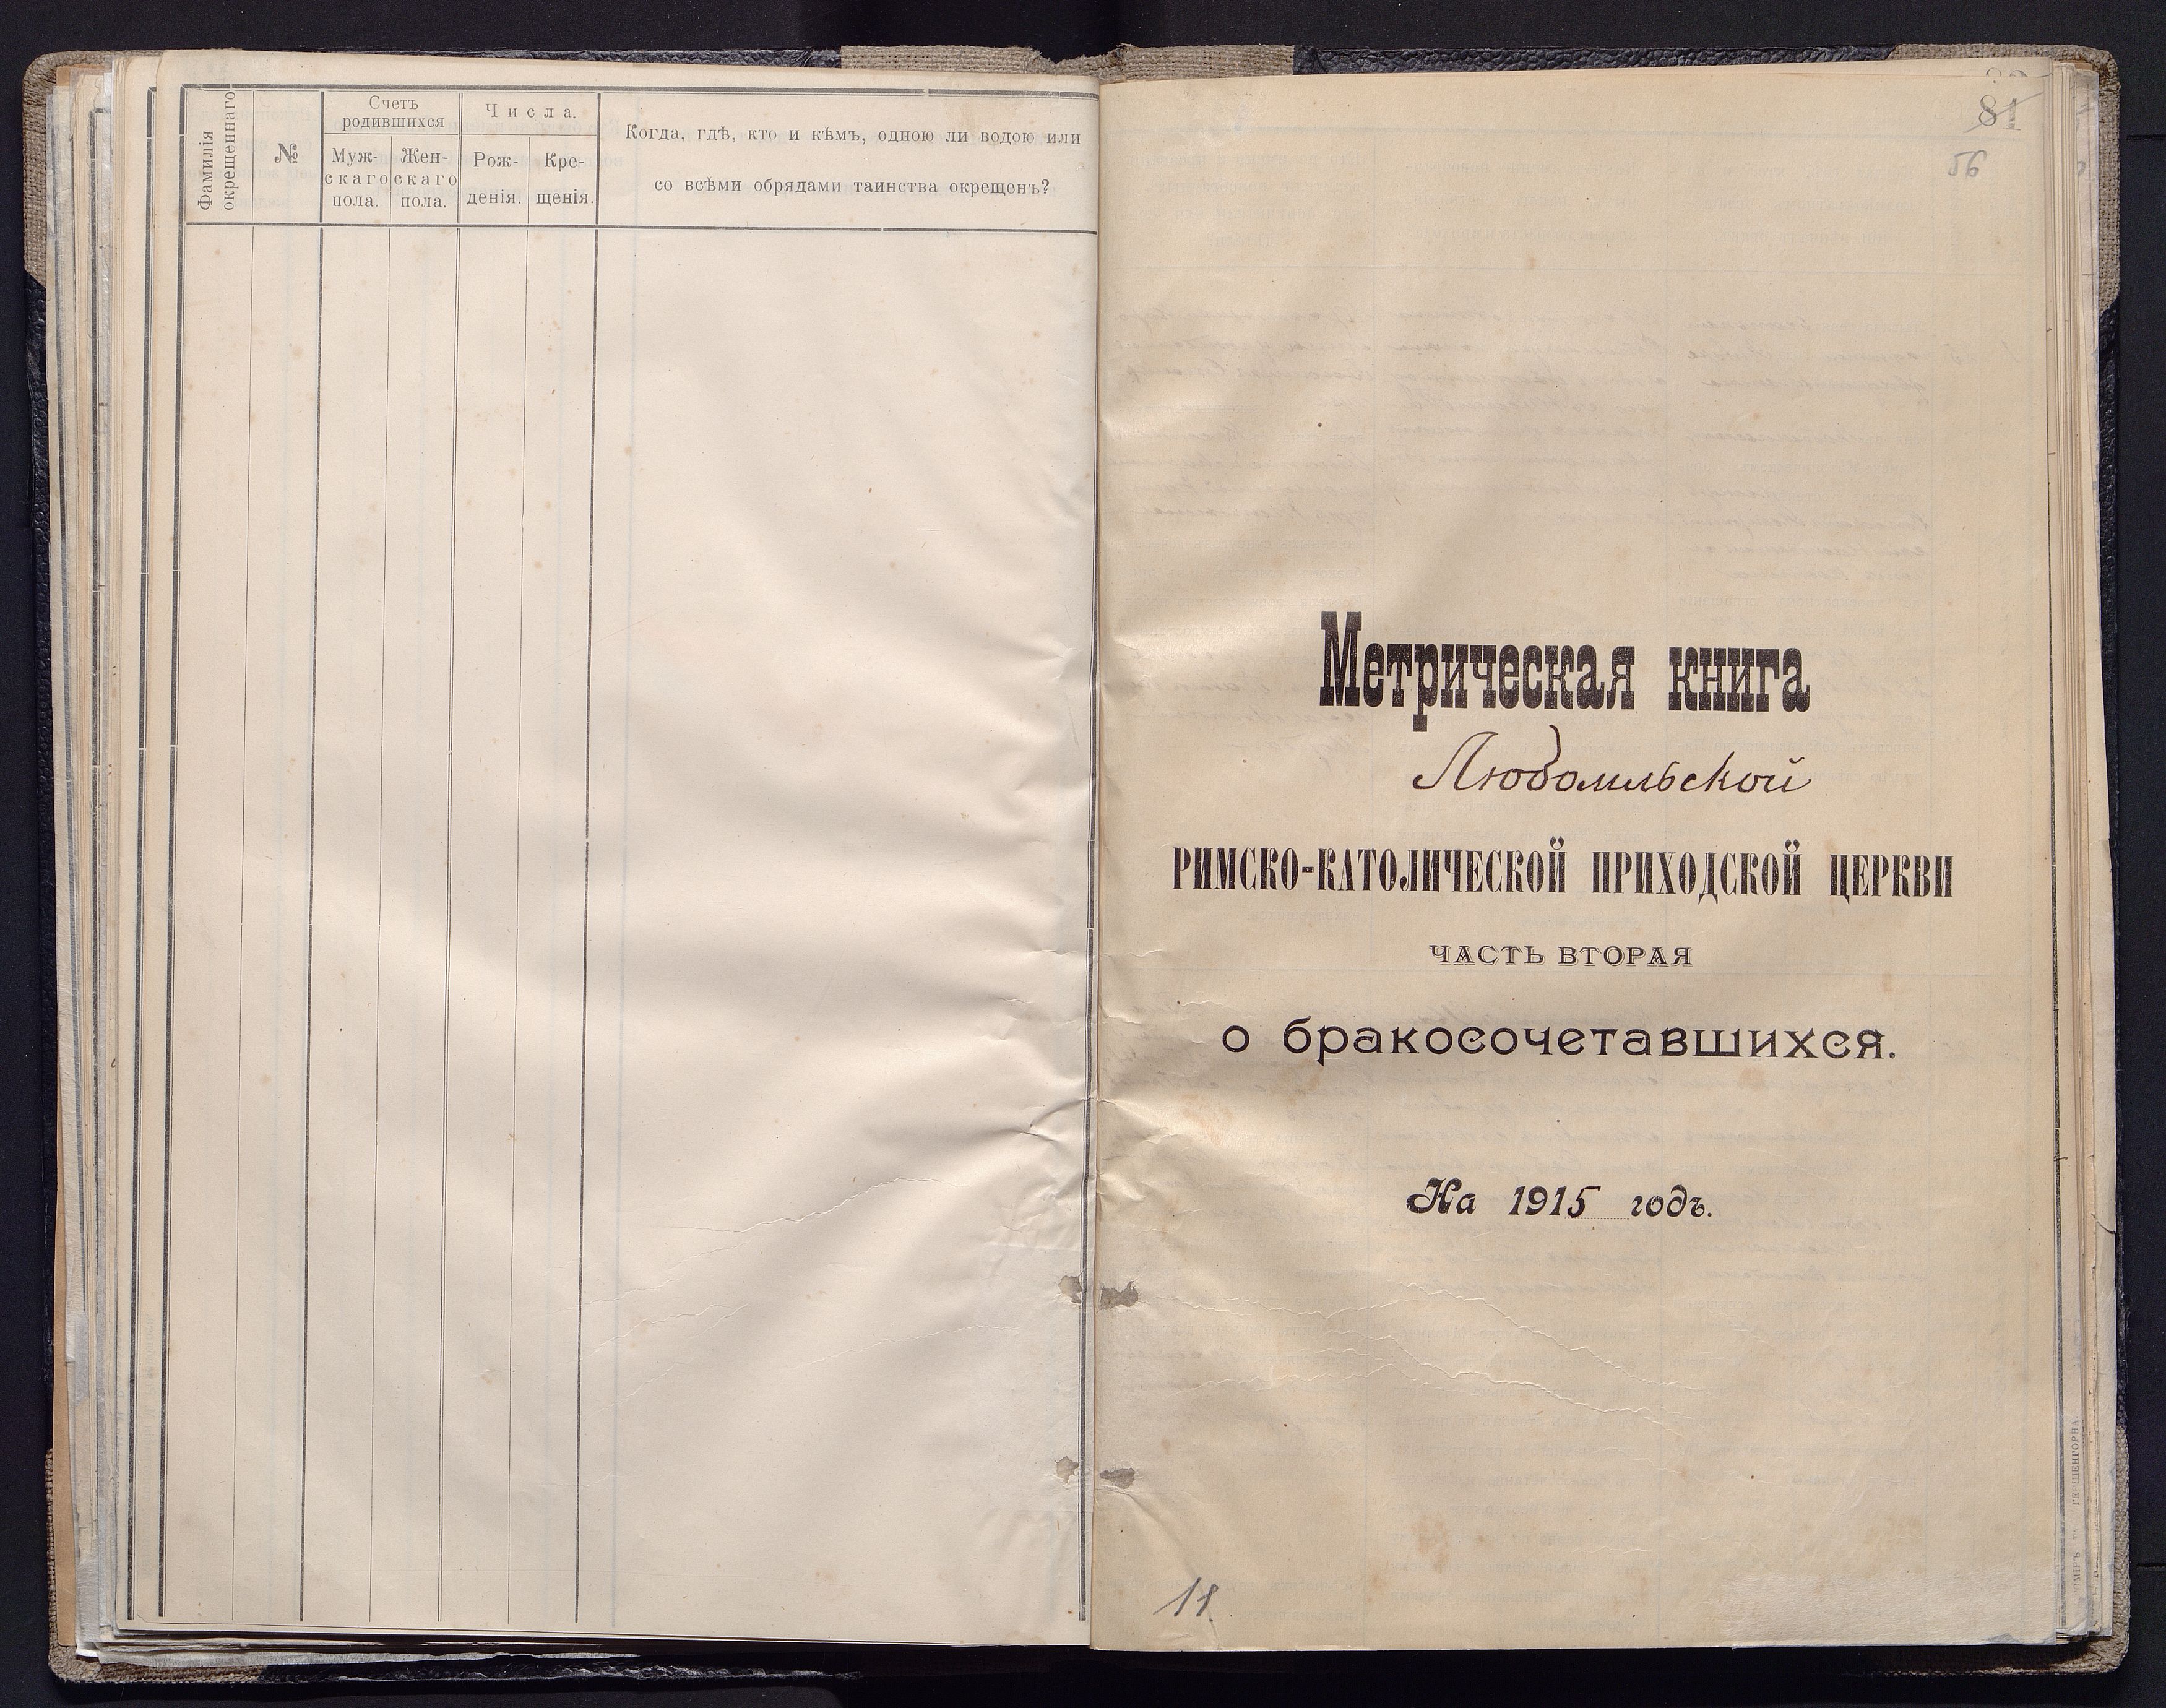 Фамилія
окрещеннаго
№
Счетъ
родившихся
Муж-
скаго
пола.
Жен-
скаго
пола.
Числа.
Рож-
денія.
Кре-
щенія.
Когда, гдѣ, кто и кѣмъ, одною ли водою или
со всѣми обрядами таинства окрещенъ?
81
56
Метрическая книга
Любомльской
РИМСКО-КАТОЛИЧЕСКОЙ ПРИХОДСКОЙ ЦЕРКВИ
ЧАСТЬ ВТОРАЯ
о бракосочетавшихся.
На 1915 годъ.
11